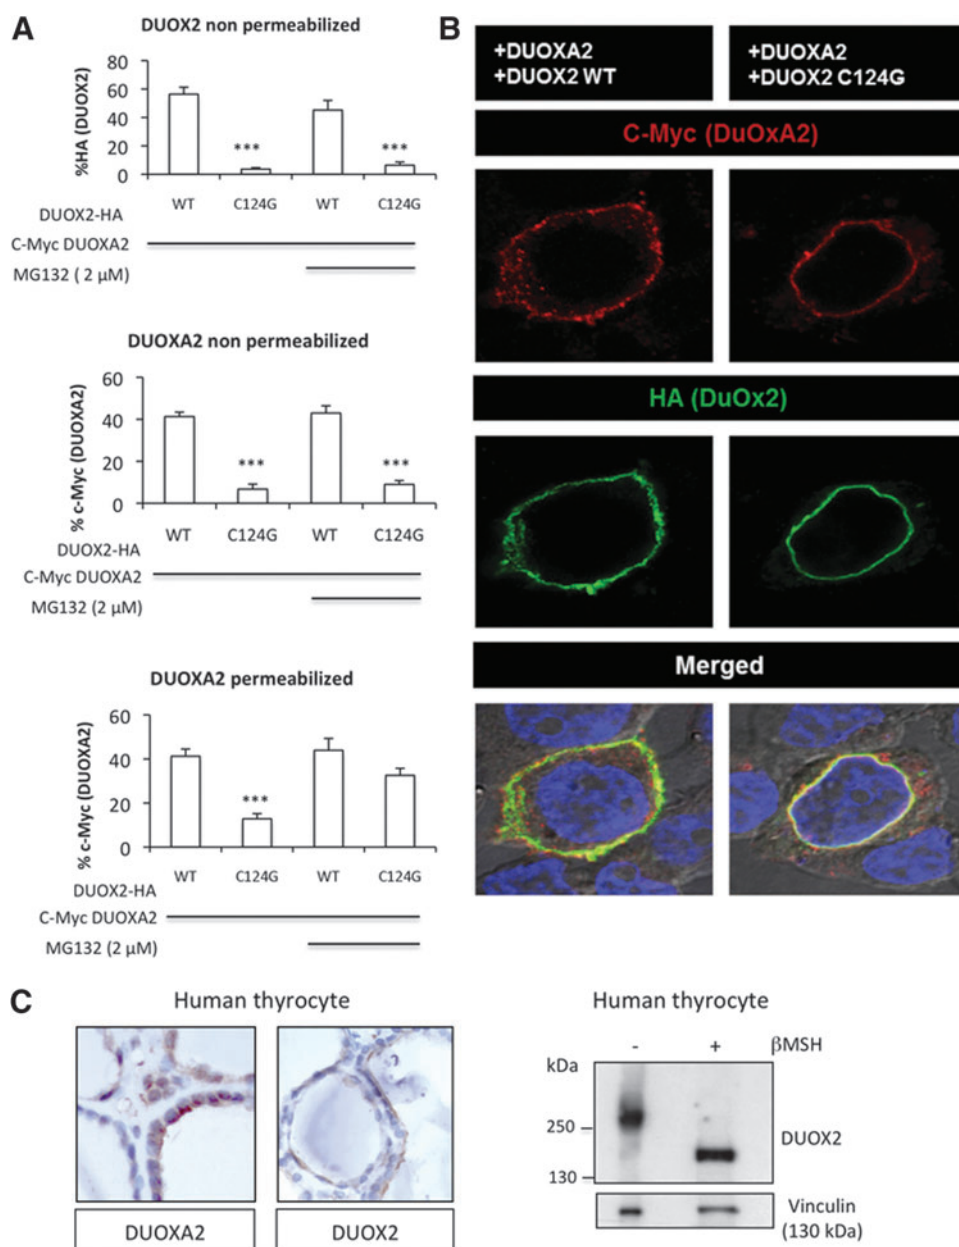 A
DUOX2 non permeabilized
%HA (DUOX2)
80
60
40
20
0
***
***
WT
C124G
WT
C124G
DUOX2-HA
C-Myc DUOXA2
MG132 ( 2 µM)
DUOXA2 non permeabilized
% c-Myc (DUOXA2)
60
40
20
0
***
***
WT
C124G
WT
C124G
DUOX2-HA
C-Myc DUOXA2
MG132 (2 µM)
DUOXA2 permeabilized
% c-Myc (DUOXA2)
60
40
20
0
***
WT
C124G
WT
C124G
DUOX2-HA
C-Myc DUOXA2
MG132 (2 µM)
B
+DUOXA2
+DUOX2 WT
+DUOXA2
+DUOX2 C124G
C-Myc (DuOxA2)
HA (DuOx2)
Merged
C
Human thyrocyte
DUOXA2
DUOX2
Human thyrocyte
- + βMSH
kDa
250
130
DUOX2
Vinculin
(130 kDa)